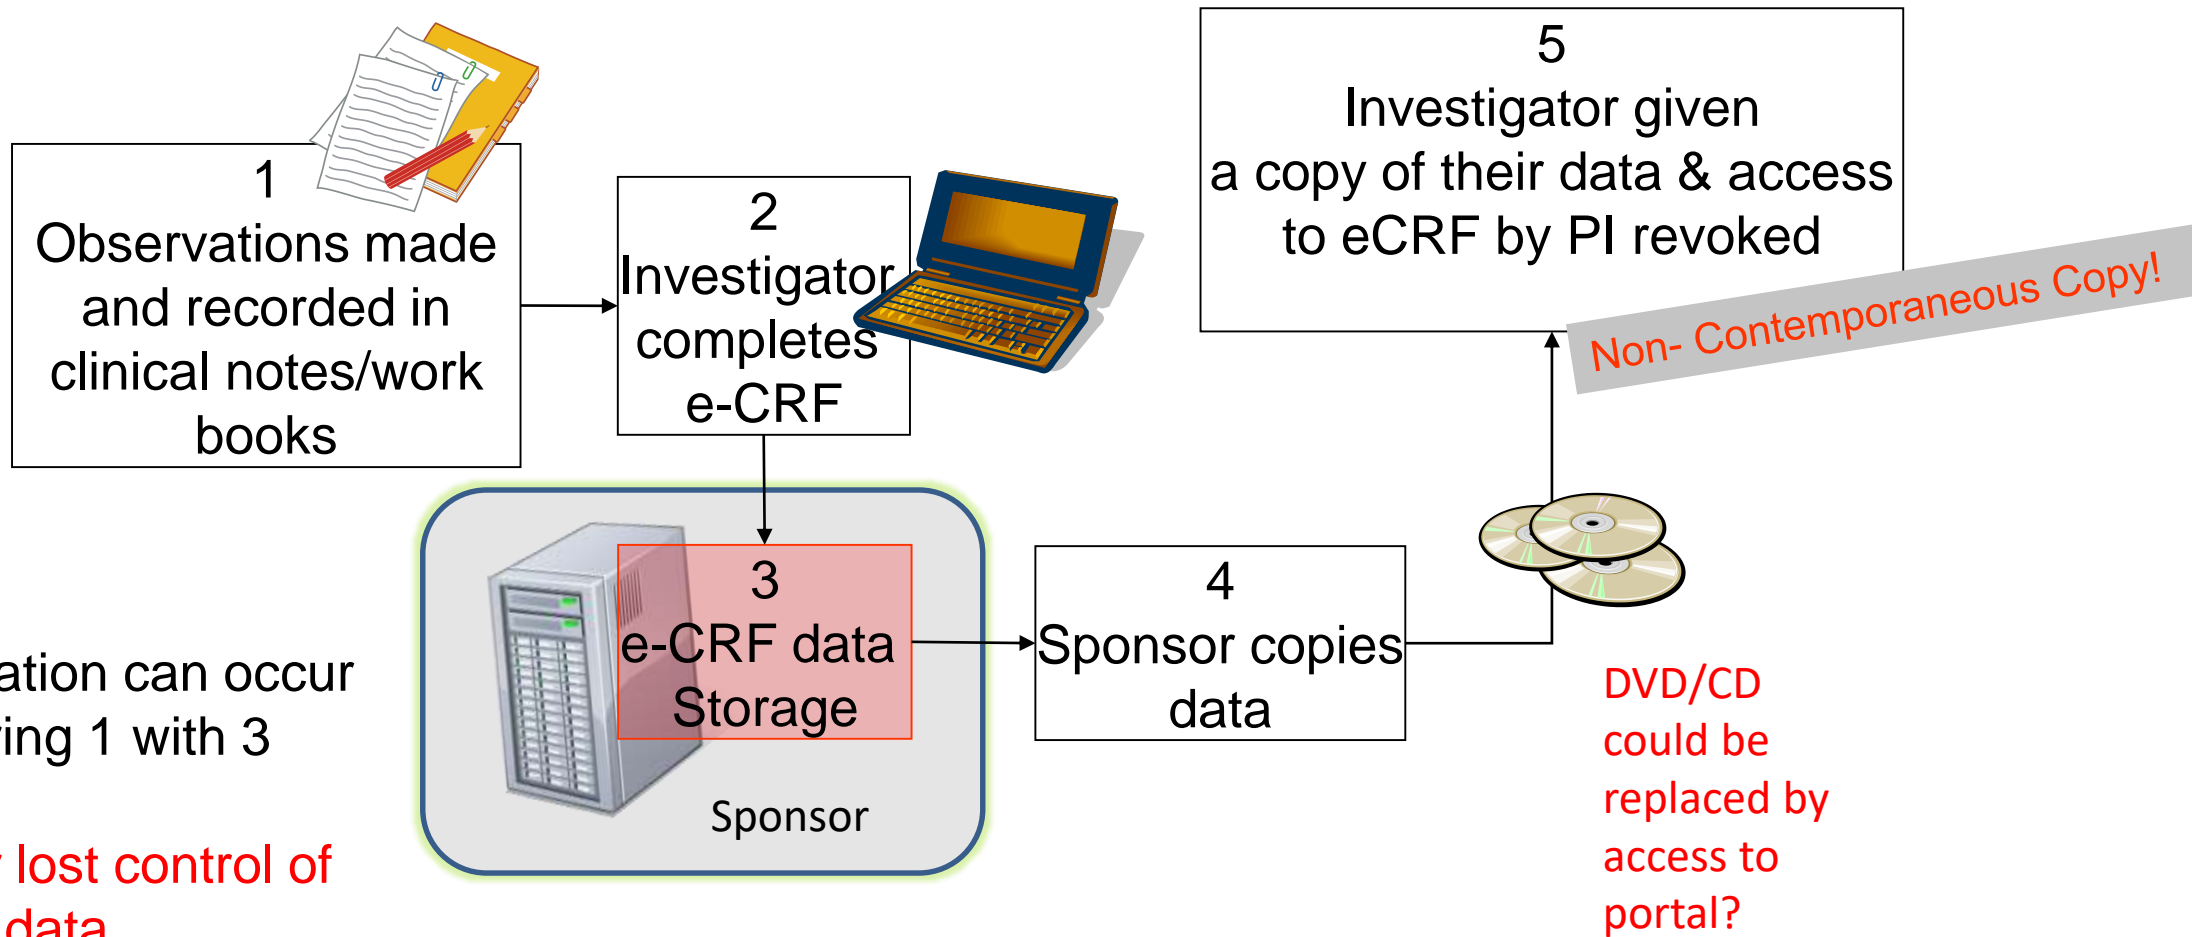 1
Observations made
and recorded in
clinical notes/work
books
2
Investigator
completes
e-CRF
3
e-CRF data
Storage
Sponsor
4
Sponsor copies
data
5
Investigator given
a copy of their data & access
to eCRF by PI revoked
Non- Contemporaneous Copy!
DVD/CD
could be
replaced by
access to
portal?
can occur
1 with 3
lost control of
data